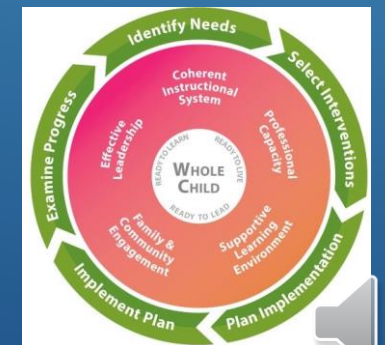 Identify Needs
Select Interventions
Plan Implementation
Implement Plan
Examine Progress
Coherent
Instructional
System
Professional
Capacity
Supportive
Learning
Environment
Family &
Community
Engagement
Effective
Leadership
READY TO LEARN
READY TO LIVE
READY TO LEAD
WHOLE
CHILD